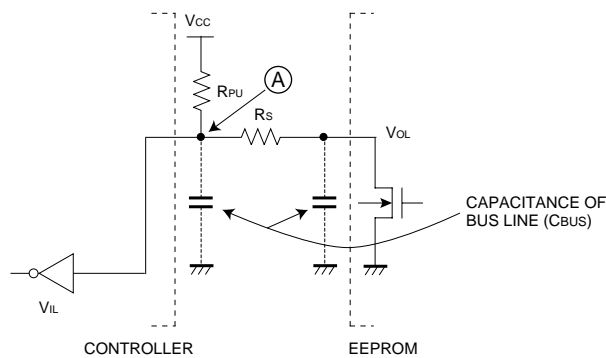 VCC
A
RPU
RS
VOL
CAPACITANCE OF
BUS LINE (CBUS)
VIL
CONTROLLER
EEPROM